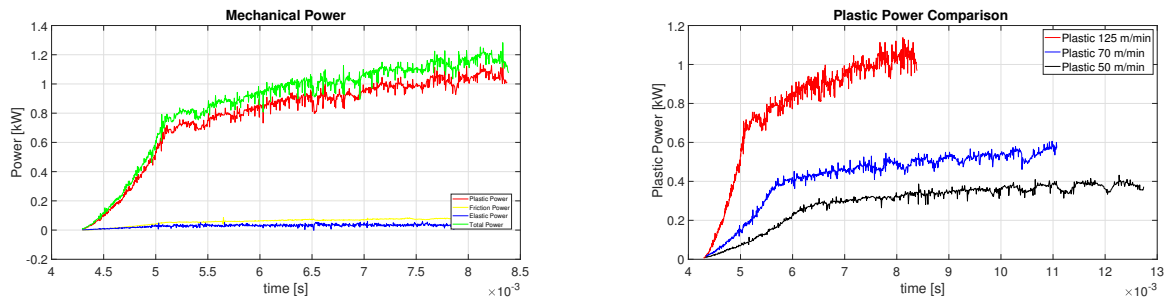 Mechanical Power
Power [kW]
1.4
1.2
1
0.8
0.6
0.4
0.2
0
-0.2
Plastic Power
Friction Power
Elastic Power
Total Power
4 4.5 5 5.5 6 6.5 7 7.5 8 8.5
time [s]
×10⁻³
Plastic Power Comparison
Plastic Power [kW]
1.2
1
0.8
0.6
0.4
0.2
0
Plastic 125 m/min
Plastic 70 m/min
Plastic 50 m/min
4 5 6 7 8 9 10 11 12 13
time [s]
×10⁻³